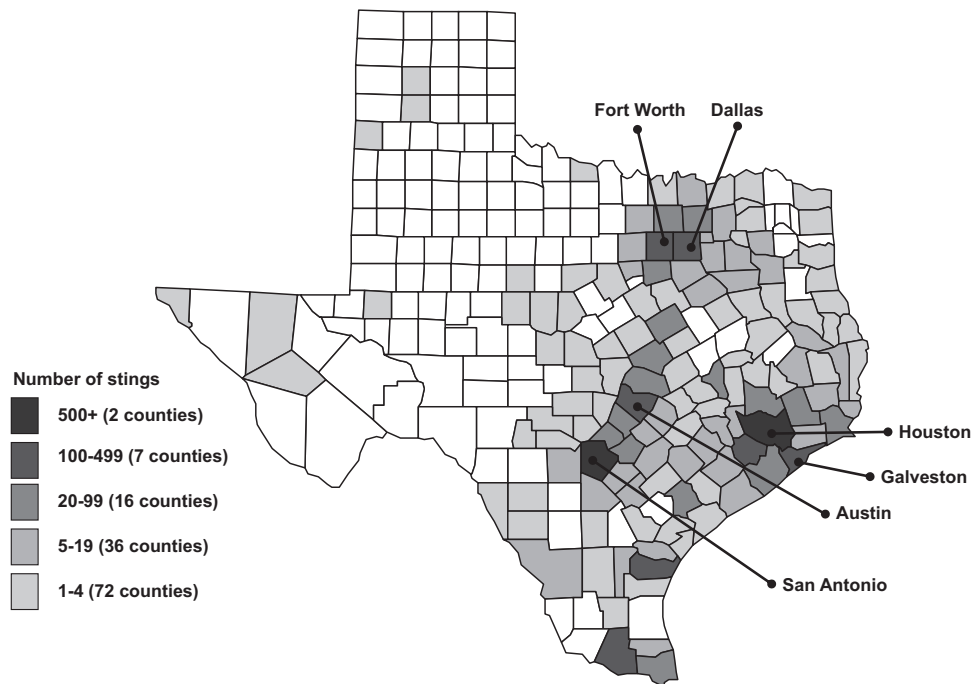 Fort Worth
Dallas
Number of stings
500+ (2 counties)
100-499 (7 counties)
20-99 (16 counties)
5-19 (36 counties)
1-4 (72 counties)
Houston
Galveston
Austin
San Antonio